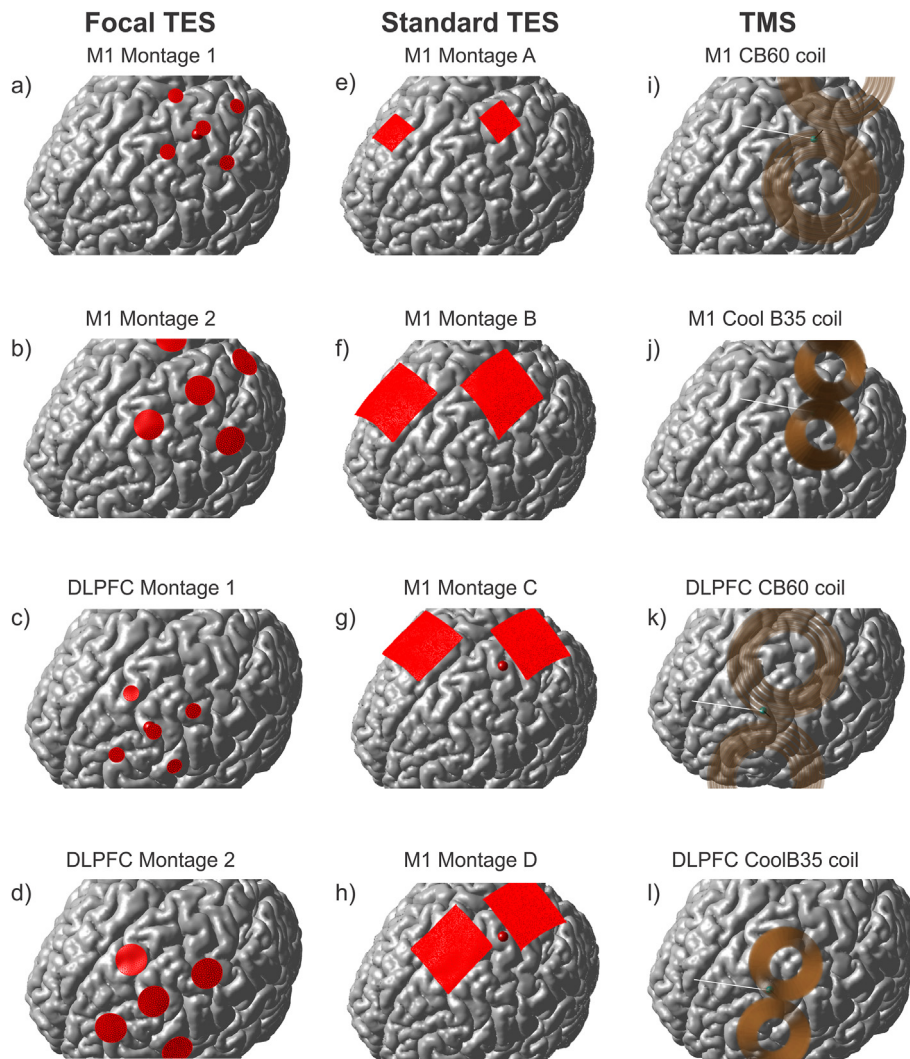 Focal TES
Standard TES
TMS
M1 Montage 1
M1 Montage A
M1 CB60 coil
a)
e)
i)
M1 Montage 2
M1 Montage B
M1 Cool B35 coil
b)
f)
j)
DLPFC Montage 1
M1 Montage C
DLPFC CB60 coil
c)
g)
k)
DLPFC Montage 2
M1 Montage D
DLPFC CoolB35 coil
d)
h)
l)